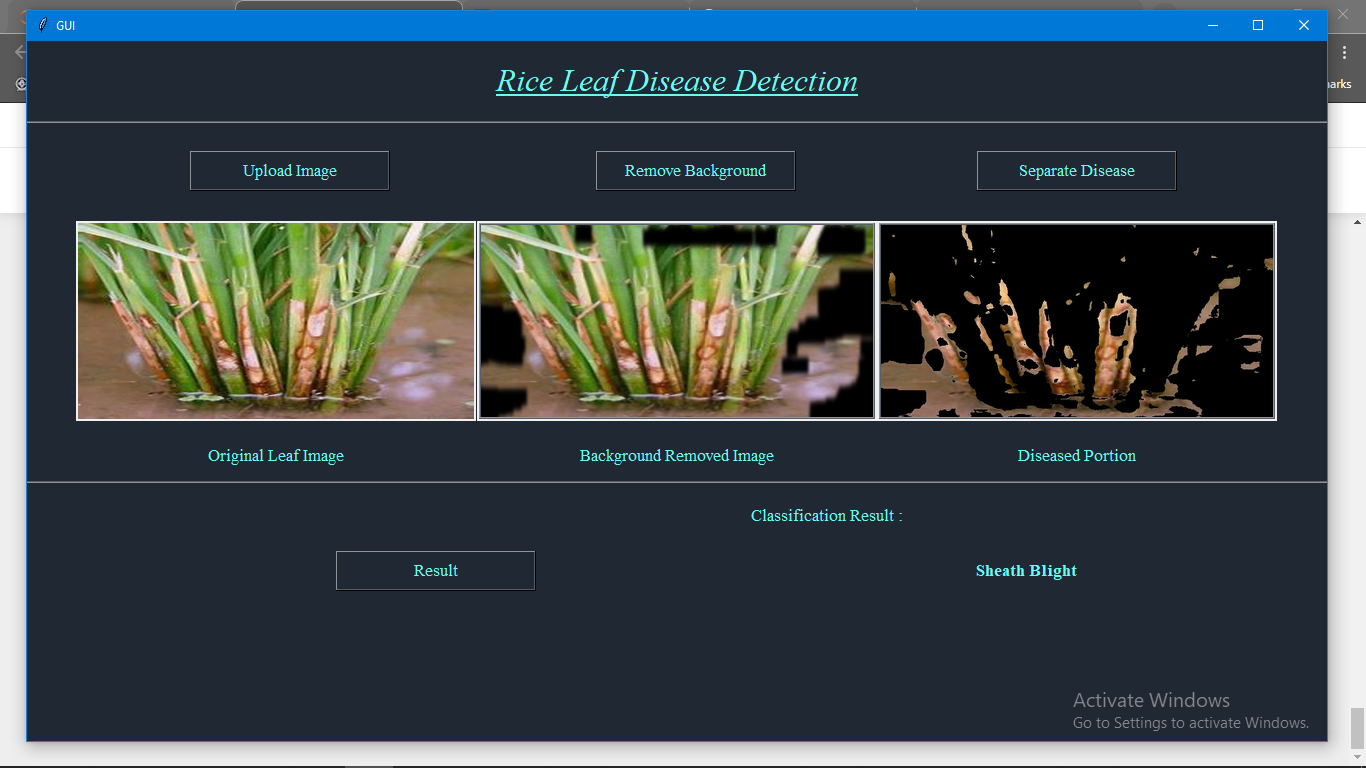 GUI
arks
Rice Leaf Disease Detection
Upload Image
Remove Background
Separate Disease
Original Leaf Image
Background Removed Image
Diseased Portion
Classification Result :
Result
Sheath Blight
Activate Windows
Go to Settings to activate Windows.